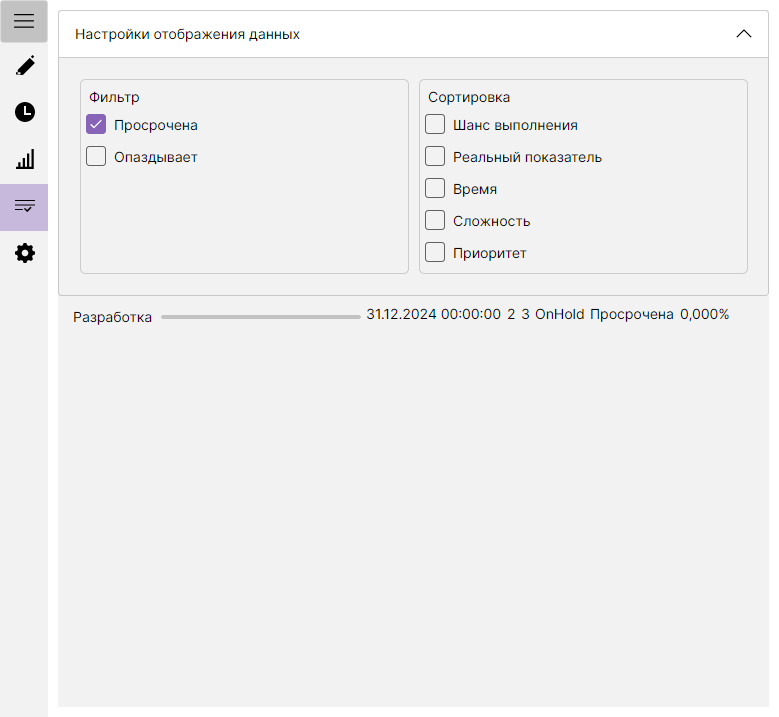 Настройки отображения данных
Фильтр
Просрочена
Опаздывает
Сортировка
Шанс выполнения
Реальный показатель
Время
Сложность
Приоритет
Разработка 31.12.2024 00:00:00 2 3 OnHold Просрочена 0,000%